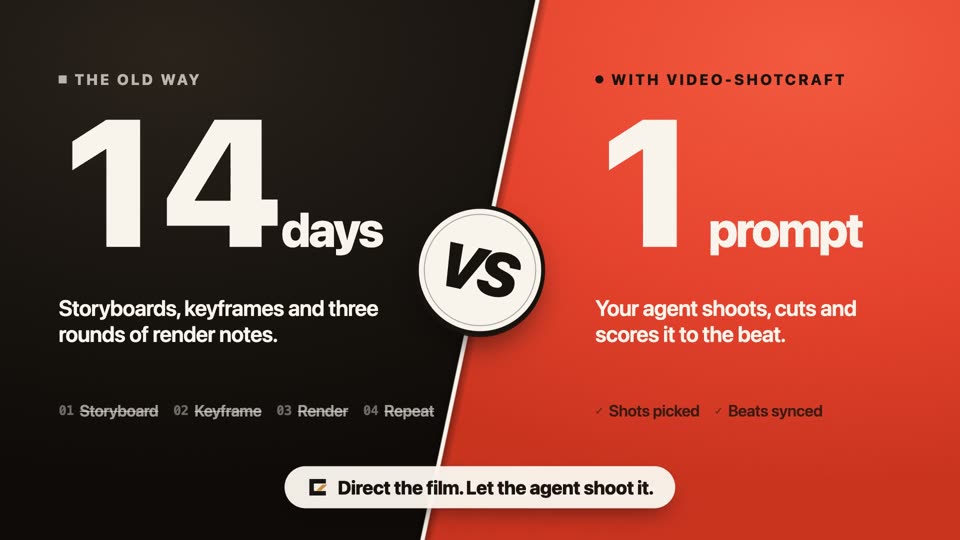 THE OLD WAY
14 days
Storyboards, keyframes and three
rounds of render notes.
01 Storyboard 02 Keyframe 03 Render 04 Repeat
VS
WITH VIDEO-SHOTCRAFT
1 prompt
Your agent shoots, cuts and
scores it to the beat.
✓ Shots picked ✓ Beats synced
Direct the film. Let the agent shoot it.